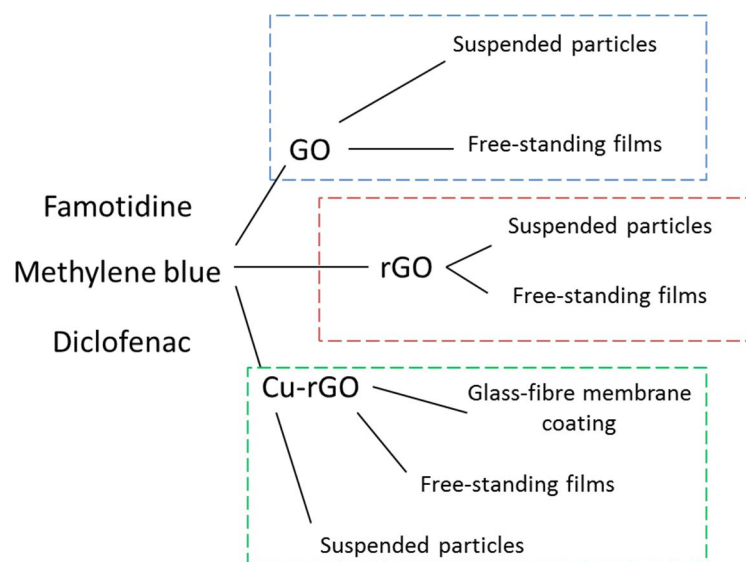 Suspended particles
GO
Free-standing films
Famotidine
Methylene blue
Diclofenac
rGO
Suspended particles
Free-standing films
Cu-rGO
Glass-fibre membrane
coating
Free-standing films
Suspended particles